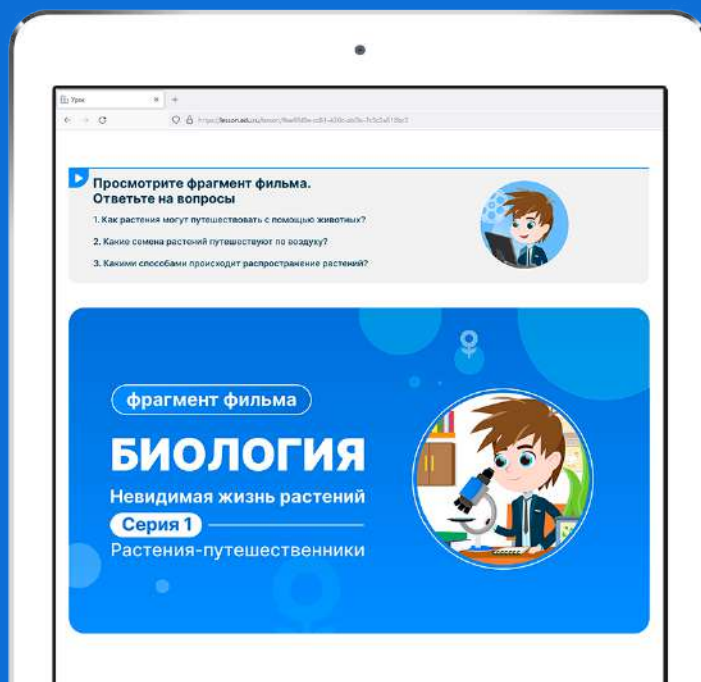 Урок
Просмотрите фрагмент фильма.
Ответьте на вопросы
1. Как растения могут путешествовать с помощью животных?
2. Какие семена растений путешествуют по воздуху?
3. Какими способами происходит распространение растений?
фрагмент фильма
БИОЛОГИЯ
Невидимая жизнь растений
Серия 1
Растения-путешественники